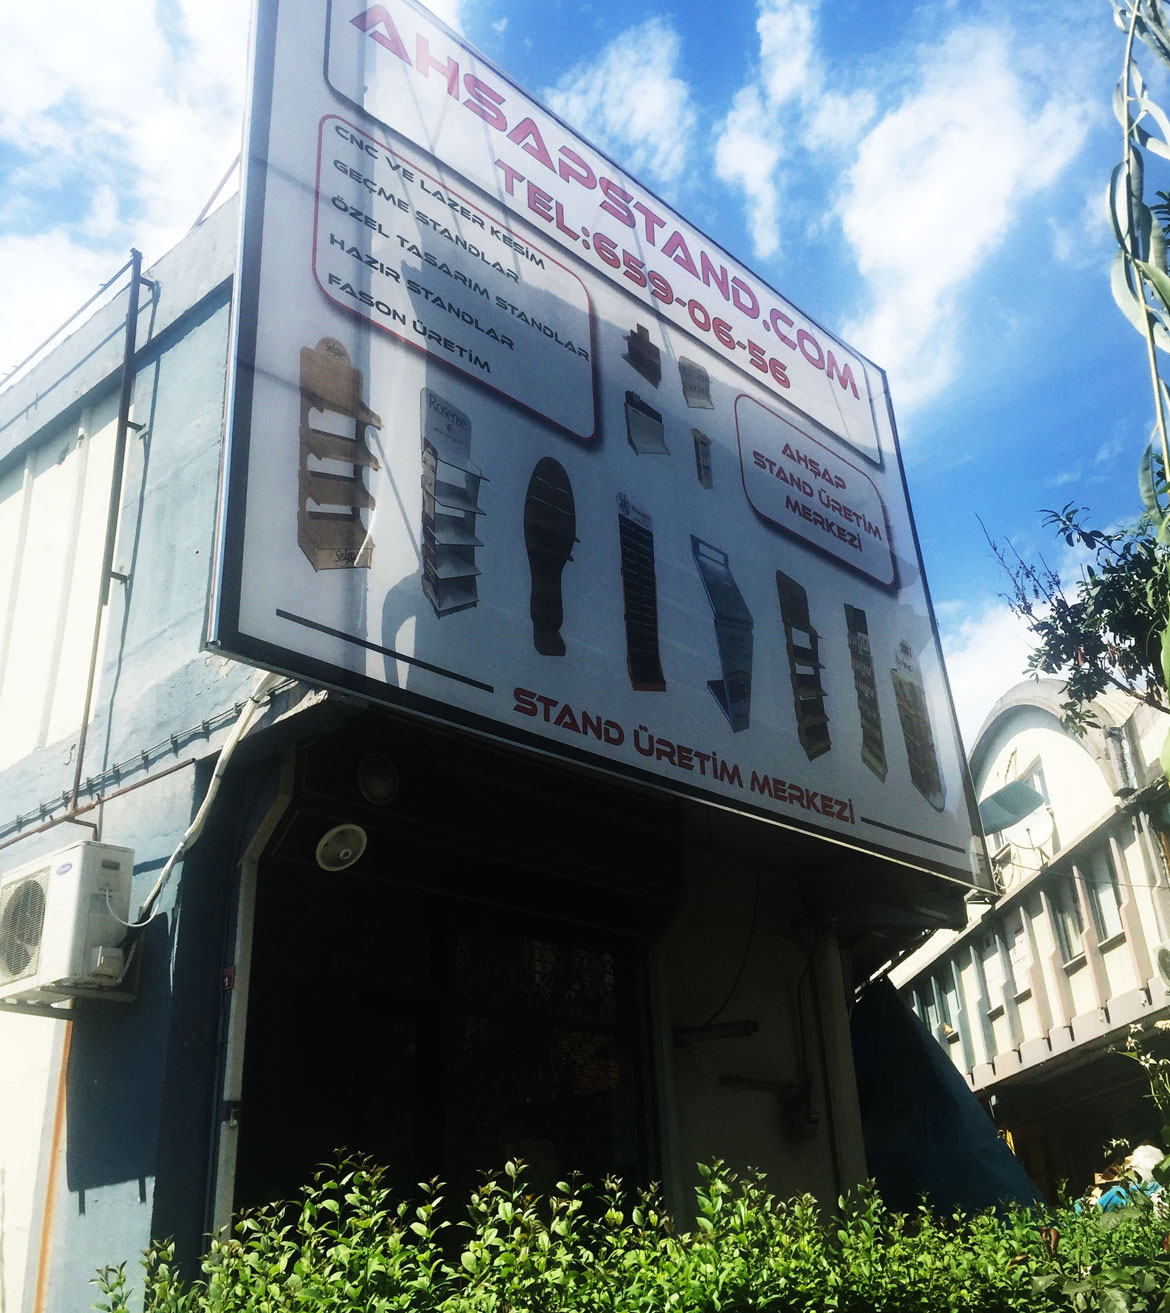 AHSAPSTAND.COM
TEL:659-06-56
CNC VE LAZER KESİM
GEÇME STANDLAR
ÖZEL TASARIM STANDLAR
HAZIR STANDLAR
FASON ÜRETİM
AHŞAP
STAND ÜRETİM
MERKEZİ
Rosense
STAND ÜRETİM MERKEZİ